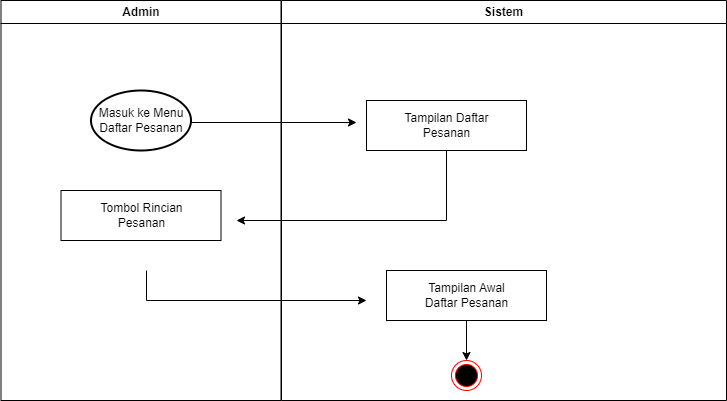 Admin
Sistem
Masuk ke Menu
Daftar Pesanan
Tampilan Daftar
Pesanan
Tombol Rincian
Pesanan
Tampilan Awal
Daftar Pesanan